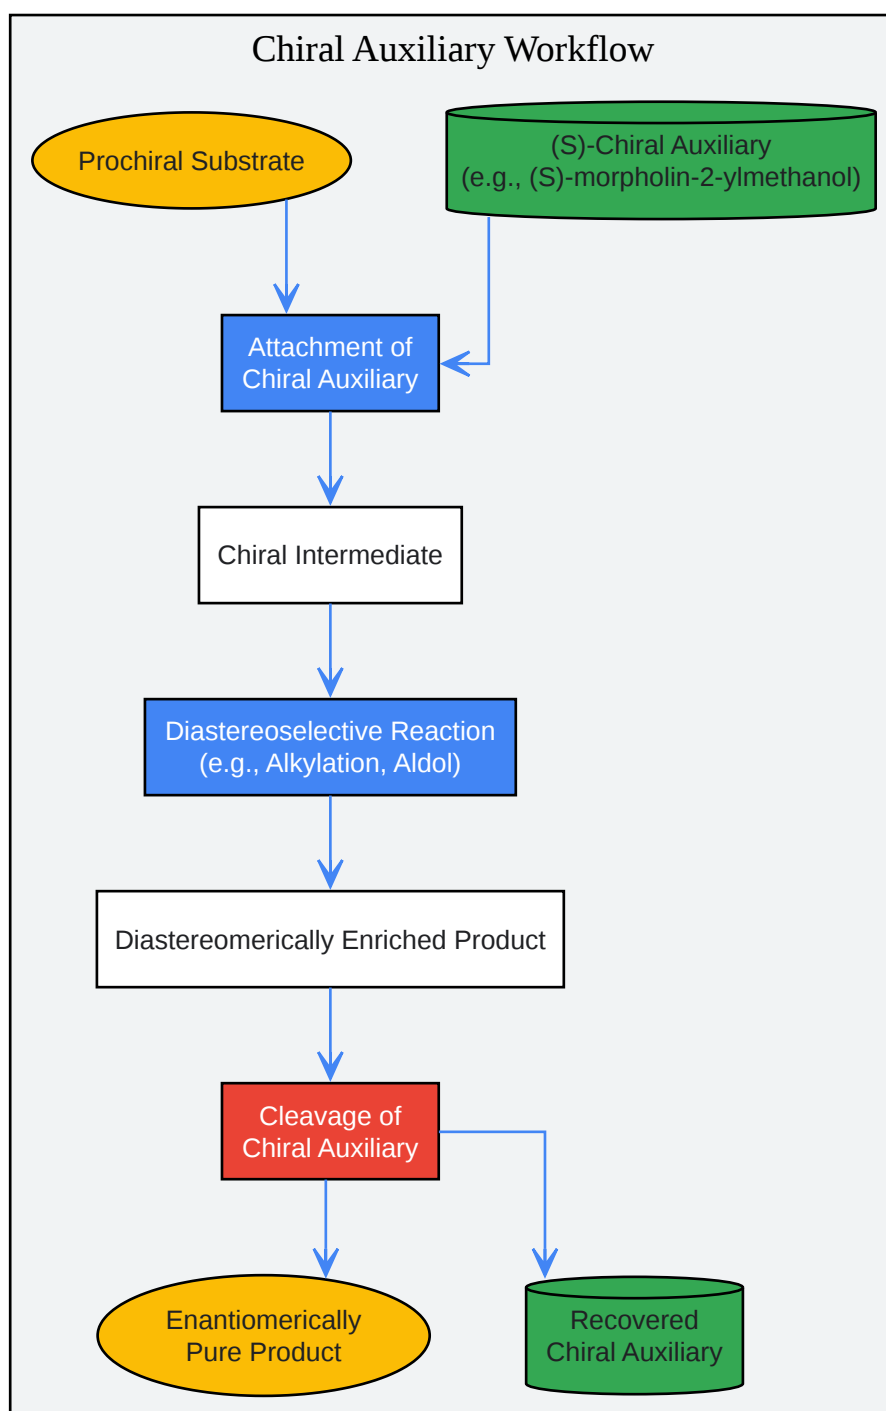 Chiral Auxiliary Workflow
Prochiral Substrate
(S)-Chiral Auxiliary
(e.g., (S)-morpholin-2-ylmethanol)
Attachment of
Chiral Auxiliary
Chiral Intermediate
Diastereoselective Reaction
(e.g., Alkylation, Aldol)
Diastereomerically Enriched Product
Cleavage of
Chiral Auxiliary
Enantiomerically
Pure Product
Recovered
Chiral Auxiliary